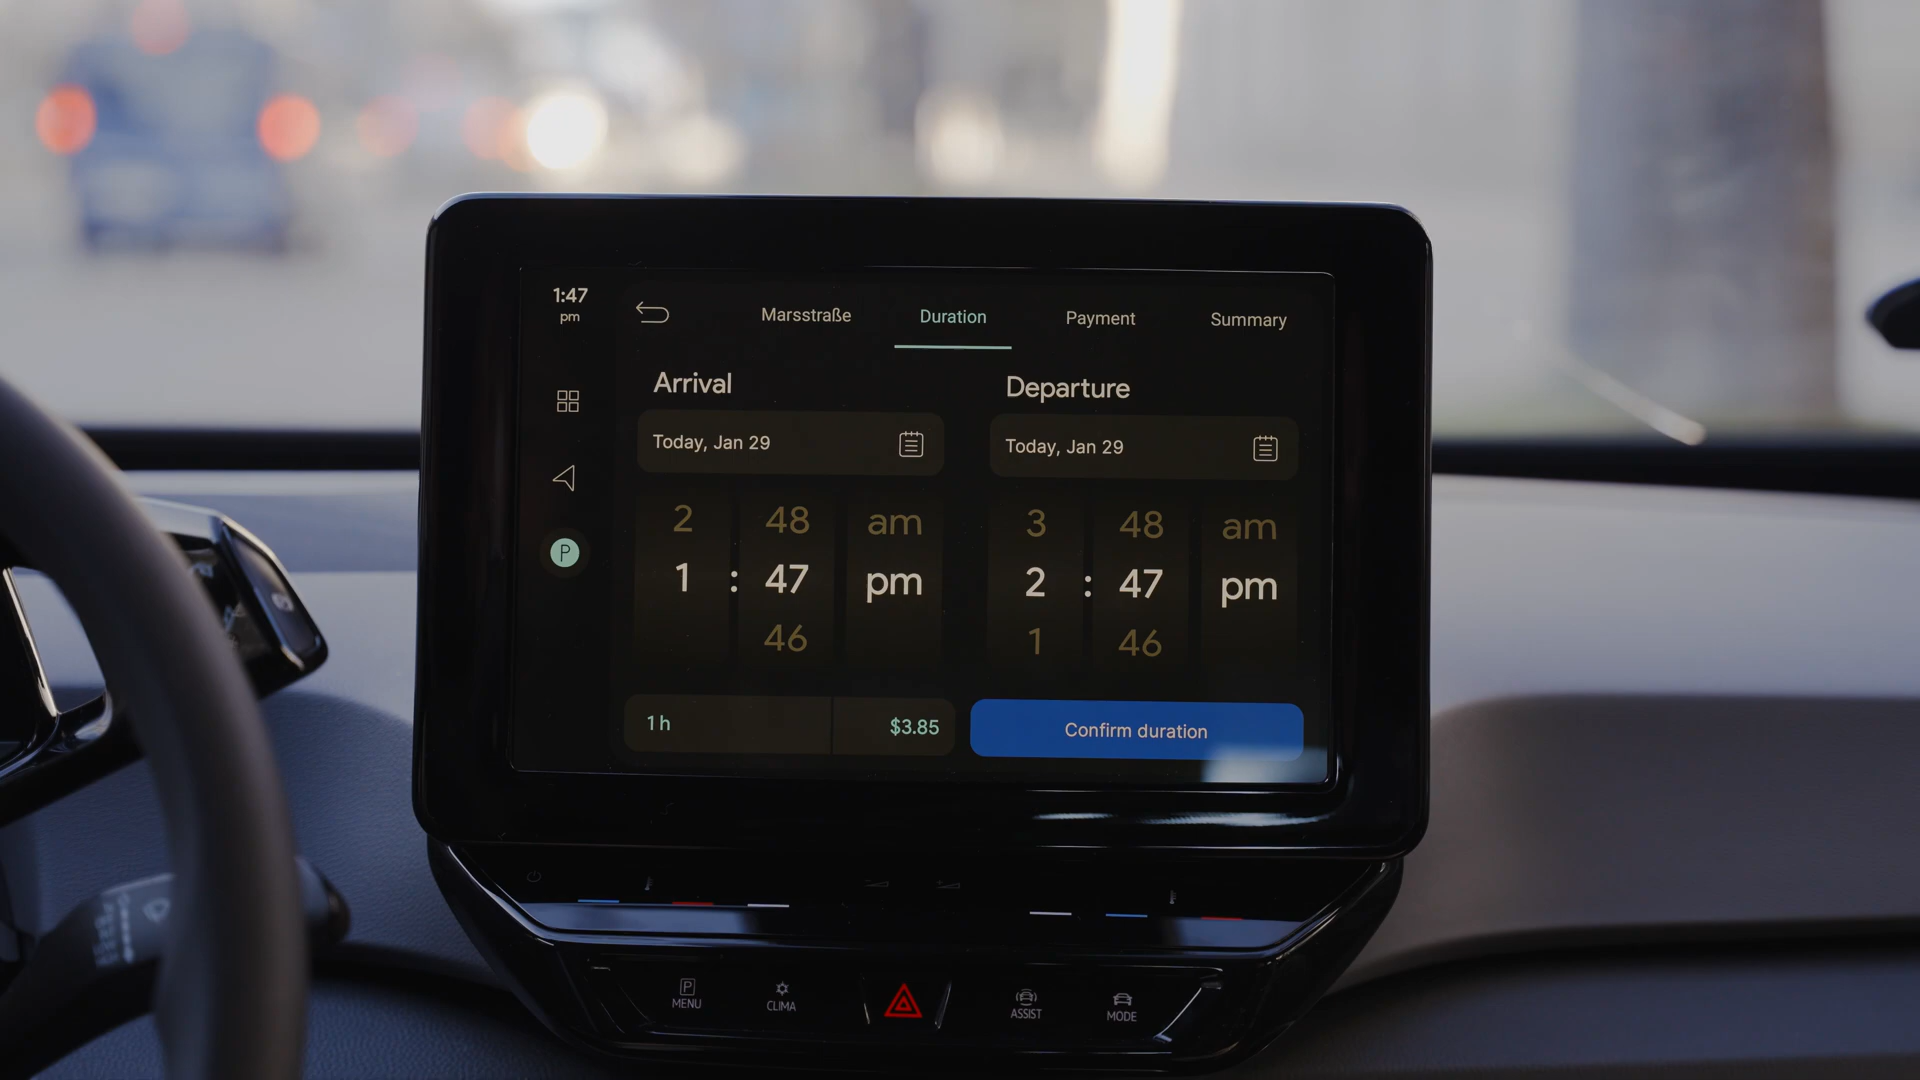 1:47
pm
Marsstraße
Duration
Payment
Summary
Arrival
Departure
Today, Jan 29
Today, Jan 29
2 48 am
1 : 47 pm
46
3 48 am
2 : 47 pm
1 46
P
1 h
$3.85
Confirm duration
P
MENU
CLIMA
ASSIST
MODE